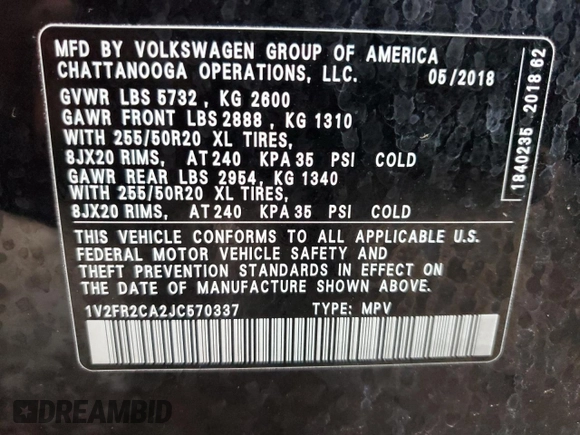 MFD BY VOLKSWAGEN GROUP OF AMERICA
CHATTANOOGA OPERATIONS, LLC. 05/2018
GVWR LBS 5732 , KG 2600
GAWR FRONT LBS 2888 , KG 1310
WITH 255/50R20 XL TIRES,
8JX20 RIMS, AT 240 KPA 35 PSI COLD
GAWR REAR LBS 2954, KG 1340
WITH 255/50R20 XL TIRES,
8JX20 RIMS, AT 240 KPA 35 PSI COLD
THIS VEHICLE CONFORMS TO ALL APPLICABLE U.S.
FEDERAL MOTOR VEHICLE SAFETY AND
THEFT PREVENTION STANDARDS IN EFFECT ON
THE DATE OF MANUFACTURE SHOWN ABOVE.
1V2FR2CA2JC570337 TYPE: MPV
1840235 2018 62
DREAMBID